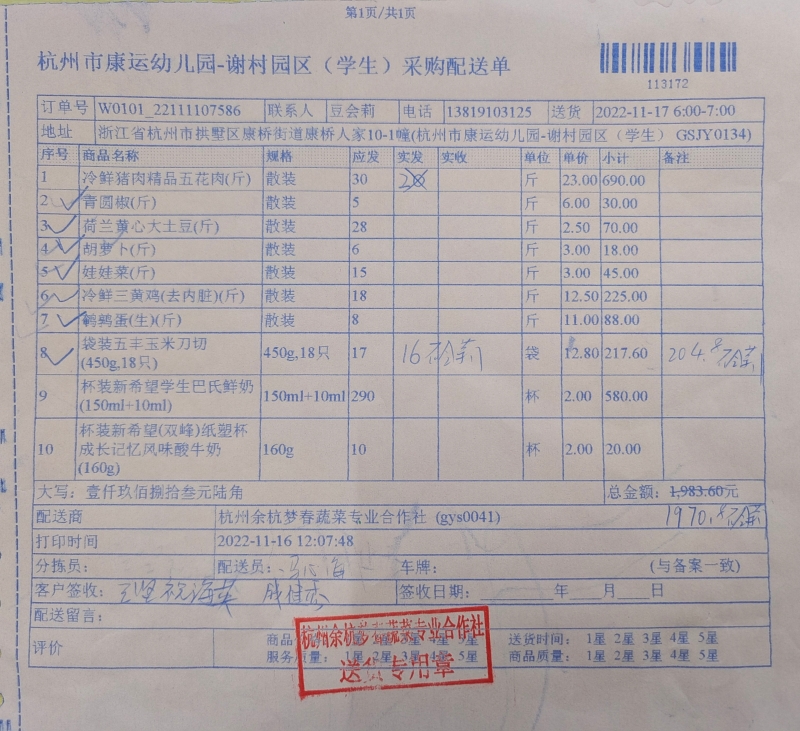 第1页/共1页
杭州市康运幼儿园-谢村园区（学生）采购配送单
113172
订单号 W0101_22111107586 联系人 豆会莉 电话 13819103125 送货 2022-11-17 6:00-7:00
地址 浙江省杭州市拱墅区康桥街道康桥人家10-1幢(杭州市康运幼儿园-谢村园区（学生） GSJY0134)
序号 商品名称 规格 应发 实发 实收 单位 单价 小计 备注
1 冷鲜猪肉精品五花肉(斤) 散装 30 斤 23.00 690.00
2 青圆椒(斤) 散装 5 斤 6.00 30.00
3 荷兰黄心大土豆(斤) 散装 28 斤 2.50 70.00
4 胡萝卜(斤) 散装 6 斤 3.00 18.00
5 娃娃菜(斤) 散装 15 斤 3.00 45.00
6 冷鲜三黄鸡(去内脏)(斤) 散装 18 斤 12.50 225.00
7 鹌鹑蛋(生)(斤) 散装 8 斤 11.00 88.00
8 袋装五丰玉米刀切 450g,18只 17 16 袋 12.80 217.60 204.8
(450g,18只)
9 杯装新希望学生巴氏鲜奶 150ml+10ml 290 杯 2.00 580.00
(150ml+10ml)
10 杯装新希望(双峰)纸塑杯 160g 10 杯 2.00 20.00
成长记忆风味酸牛奶
(160g)
大写：壹仟玖佰捌拾叁元陆角 总金额：1,983.60元
配送商 杭州余杭梦春蔬菜专业合作社 (gys0041) 1970.8
打印时间 2022-11-16 12:07:48
分拣员： 配送员： 车牌： (与备案一致)
客户签收： 签收日期：＿＿年＿月＿日
配送留言：
评价 商品 1星 2星 3星 4星 5星 送货时间： 1星 2星 3星 4星 5星
服务质量： 1星 2星 3星 4星 5星 商品质量： 1星 2星 3星 4星 5星
杭州余杭梦春蔬菜专业合作社
送货专用章